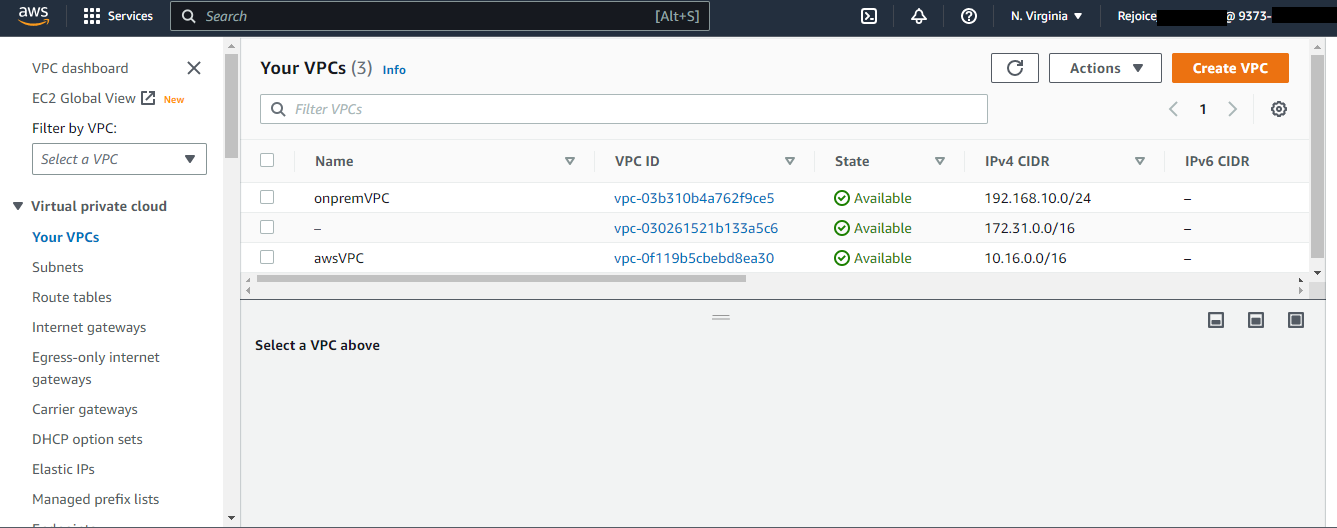 aws Services Search [Alt+S] N. Virginia Rejoice @ 9373-
VPC dashboard
EC2 Global View New
Filter by VPC:
Select a VPC
Virtual private cloud
Your VPCs
Subnets
Route tables
Internet gateways
Egress-only internet
gateways
Carrier gateways
DHCP option sets
Elastic IPs
Managed prefix lists
Your VPCs (3) Info Actions Create VPC
Filter VPCs 1
Name VPC ID State IPv4 CIDR IPv6 CIDR
onpremVPC vpc-03b310b4a762f9ce5 Available 192.168.10.0/24 –
– vpc-030261521b133a5c6 Available 172.31.0.0/16 –
awsVPC vpc-0f119b5cbebd8ea30 Available 10.16.0.0/16 –
Select a VPC above